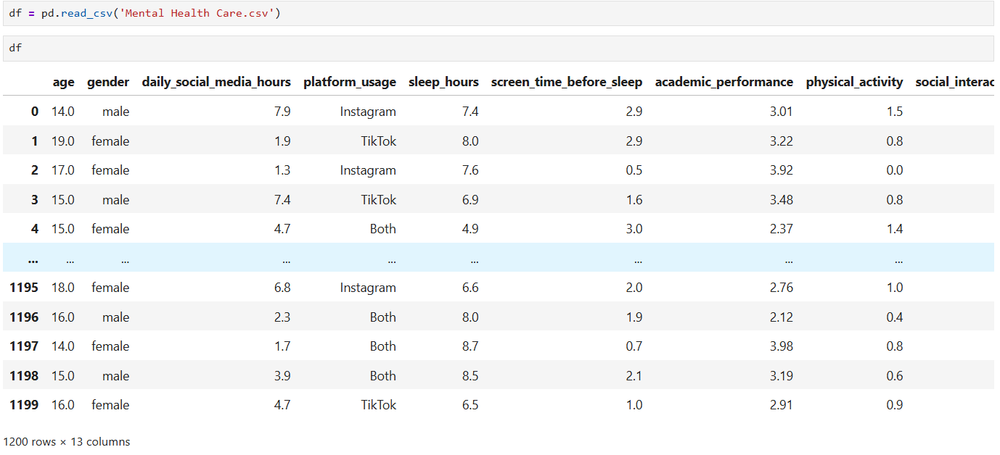 df = pd.read_csv('Mental Health Care.csv')
df
age gender daily_social_media_hours platform_usage sleep_hours screen_time_before_sleep academic_performance physical_activity social_interac
0 14.0 male 7.9 Instagram 7.4 2.9 3.01 1.5
1 19.0 female 1.9 TikTok 8.0 2.9 3.22 0.8
2 17.0 female 1.3 Instagram 7.6 0.5 3.92 0.0
3 15.0 male 7.4 TikTok 6.9 1.6 3.48 0.8
4 15.0 female 4.7 Both 4.9 3.0 2.37 1.4
... ... ... ... ... ... ... ... ...
1195 18.0 female 6.8 Instagram 6.6 2.0 2.76 1.0
1196 16.0 male 2.3 Both 8.0 1.9 2.12 0.4
1197 14.0 female 1.7 Both 8.7 0.7 3.98 0.8
1198 15.0 male 3.9 Both 8.5 2.1 3.19 0.6
1199 16.0 female 4.7 TikTok 6.5 1.0 2.91 0.9
1200 rows × 13 columns